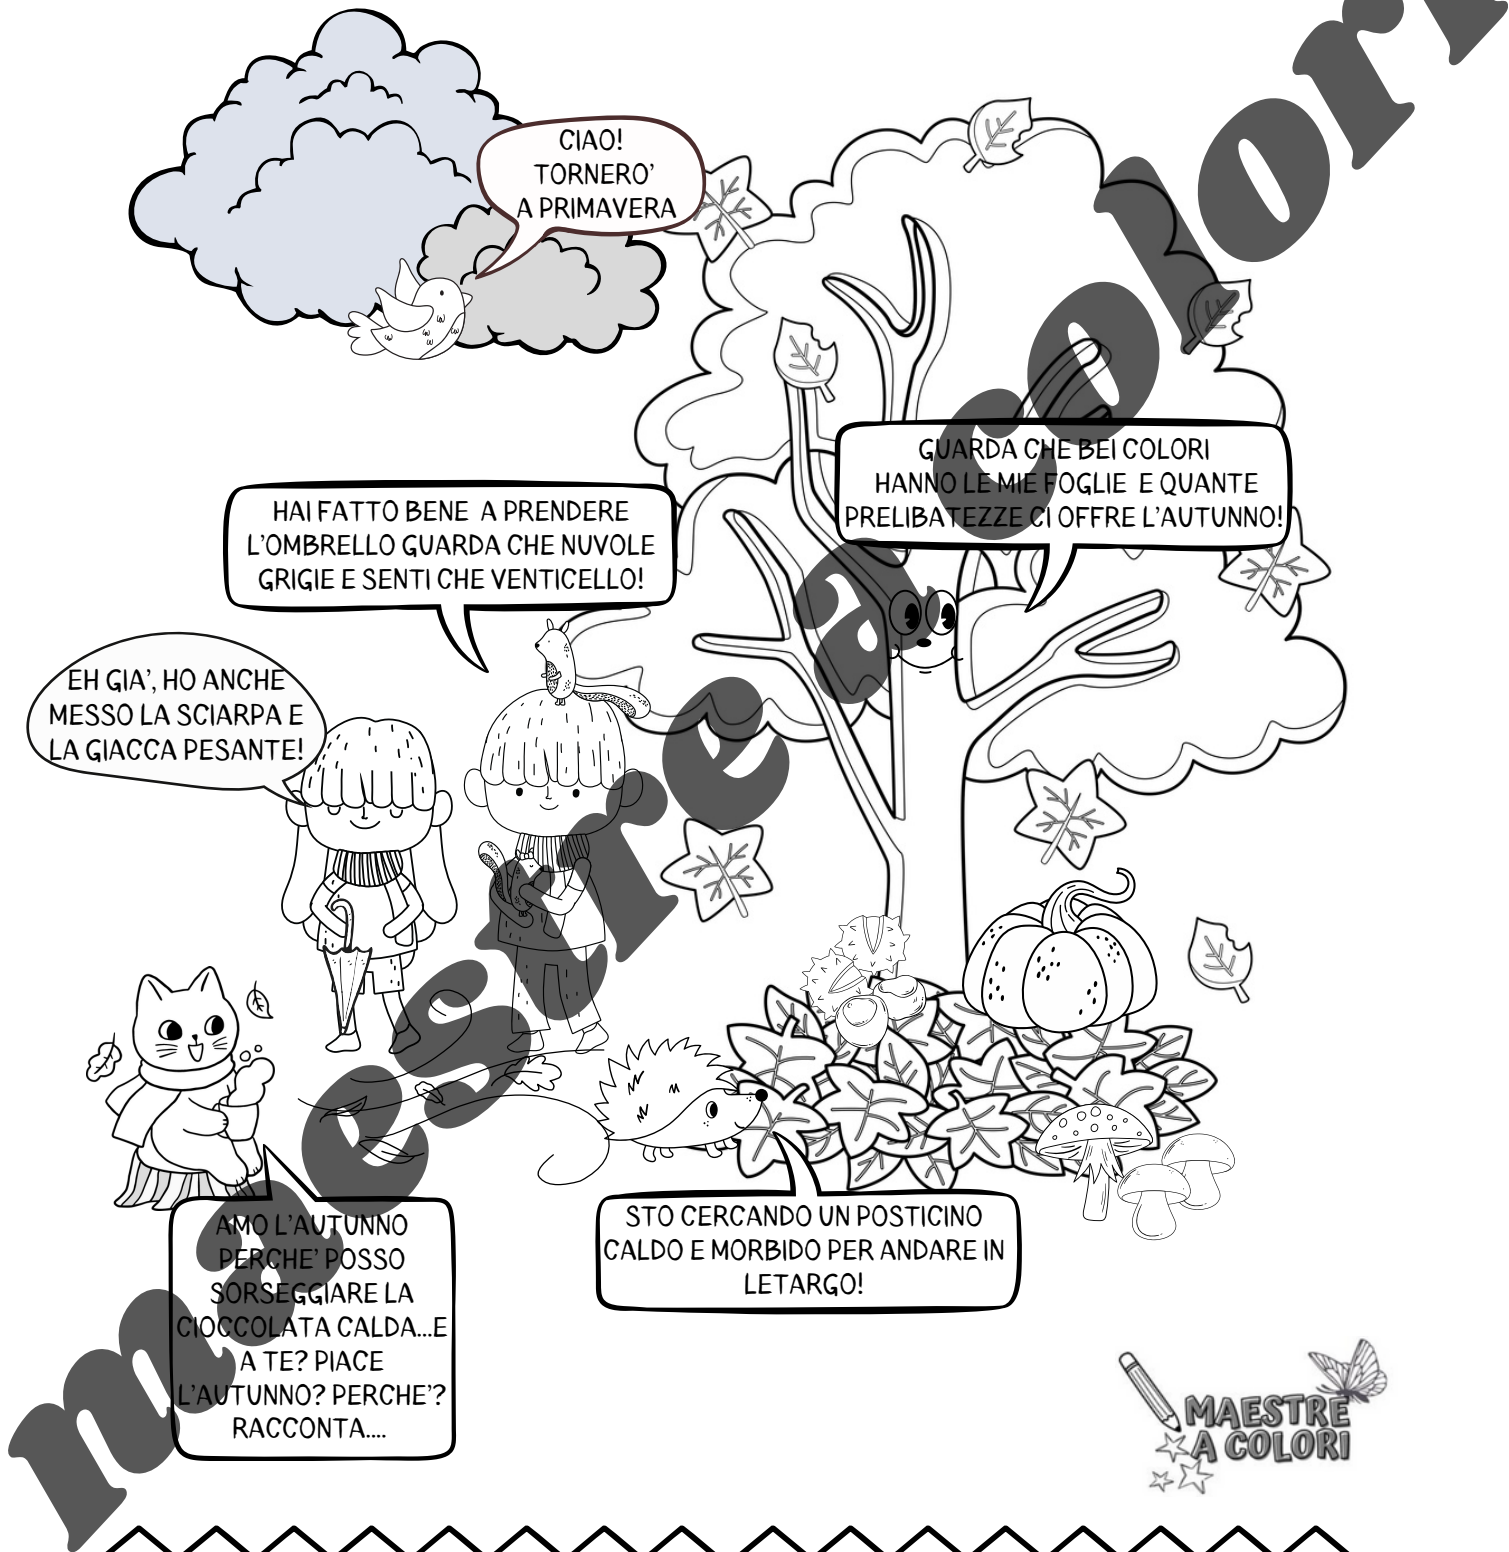 CIAO!
TORNERO'
A PRIMAVERA
GUARDA CHE BEI COLORI
HANNO LE MIE FOGLIE E QUANTE
PRELIBATEZZE CI OFFRE L'AUTUNNO!
HAI FATTO BENE A PRENDERE
L'OMBRELLO GUARDA CHE NUVOLE
GRIGIE E SENTI CHE VENTICELLO!
EH GIA', HO ANCHE
MESSO LA SCIARPA E
LA GIACCA PESANTE!
AMO L'AUTUNNO
PERCHE' POSSO
SORSEGGIARE LA
CIOCCOLATA CALDA...E
A TE? PIACE
L'AUTUNNO? PERCHE'?
RACCONTA....
STO CERCANDO UN POSTICINO
CALDO E MORBIDO PER ANDARE IN
LETARGO!
MAESTRE
A COLORI
maestre a colori